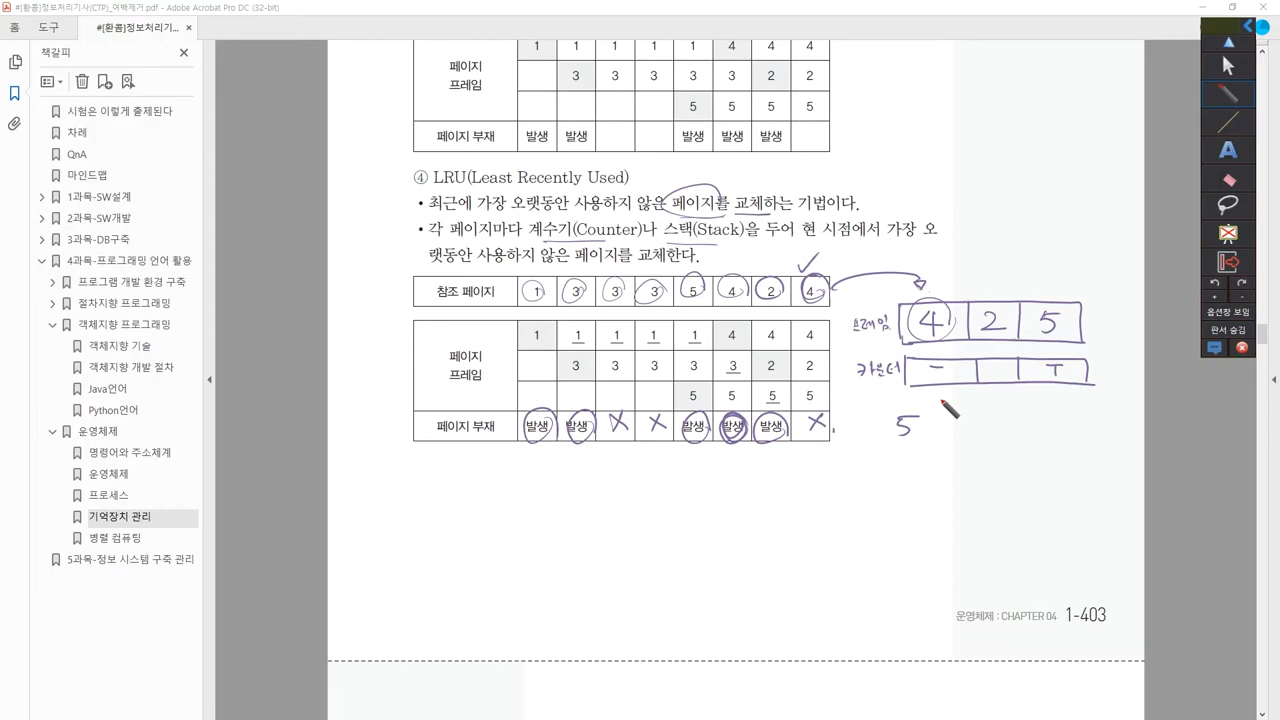 #[황콤]정보처리기사(CTP)_여백제거.pdf - Adobe Acrobat Pro DC (32-bit)
홈 도구 #[황콤]정보처리기... ×
책갈피 ×
시험은 이렇게 출제된다
차례
QnA
마인드맵
1과목-SW설계
2과목-SW개발
3과목-DB구축
4과목-프로그래밍 언어 활용
프로그램 개발 환경 구축
절차지향 프로그래밍
객체지향 프로그래밍
객체지향 기술
객체지향 개발 절차
Java언어
Python언어
운영체제
명령어와 주소체계
운영체제
프로세스
기억장치 관리
병렬 컴퓨팅
5과목-정보 시스템 구축 관리
페이지 프레임
1 1 1 1 1 4 4 4
3 3 3 3 3 2 2
5 5 5 5
페이지 부재 발생 발생 발생 발생 발생
④ LRU(Least Recently Used)
• 최근에 가장 오랫동안 사용하지 않은 페이지를 교체하는 기법이다.
• 각 페이지마다 계수기(Counter)나 스택(Stack)을 두어 현 시점에서 가장 오
랫동안 사용하지 않은 페이지를 교체한다.
참조 페이지 1 3 3 3 5 4 2 4
페이지 프레임
1 1 1 1 1 4 4 4
3 3 3 3 3 2 2
5 5 5 5
페이지 부재 발생 발생 X X 발생 발생 발생 X
프레임 4 2 5
카운터
5
운영체제 : CHAPTER 04 1-403
옵션창 보임
판서 숨김